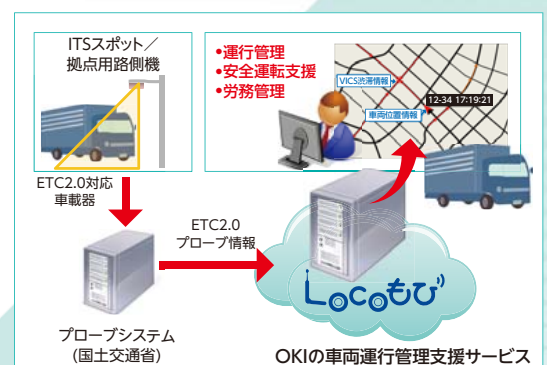 ITSスポット／
拠点用路側機
ETC2.0対応
車載器
プローブシステム
(国土交通省)
ETC2.0
プローブ情報
•運行管理
•安全運転支援
•労務管理
VICS渋滞情報
12-34 17:19:21
車両位置情報
Locoもび
OKIの車両運行管理支援サービス